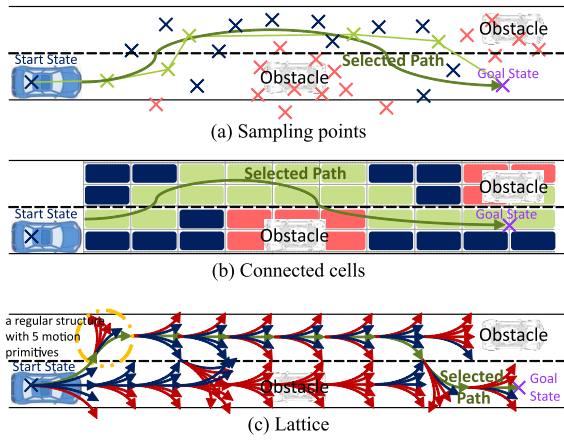 Obstacle
Start State
Selected Path
Obstacle
Goal State
(a) Sampling points
Selected Path
Obstacle
Start State
Goal State
Obstacle
(b) Connected cells
a regular structure
with 5 motion
primitives
Obstacle
Start State
Obstacle
Selected
Path
Goal
State
(c) Lattice